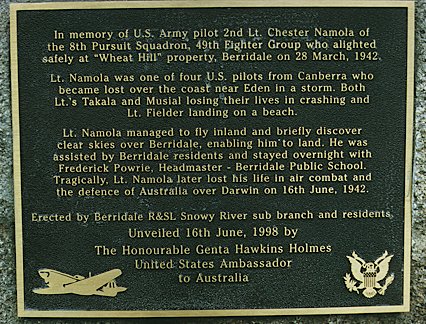 In memory of U.S. Army pilot 2nd Lt. Chester Namola of
the 8th Pursuit Squadron, 49th Fighter Group who alighted
safely at "Wheat Hill" property, Berridale on 28 March, 1942.
Lt. Namola was one of four U.S. pilots from Canberra who
became lost over the coast near Eden in a storm. Both
Lt.'s Takala and Musial losing their lives in crashing and
Lt. Fielder landing on a beach.
Lt. Namola managed to fly inland and briefly discover
clear skies over Berridale, enabling him to land. He was
assisted by Berridale residents and stayed overnight with
Frederick Powrie, Headmaster - Berridale Public School.
Tragically, Lt. Namola later lost his life in air combat and
the defence of Australia over Darwin on 16th June, 1942.
Erected by Berridale R&SL Snowy River sub branch and residents
Unveiled 16th June, 1998 by
The Honourable Genta Hawkins Holmes
United States Ambassador
to Australia